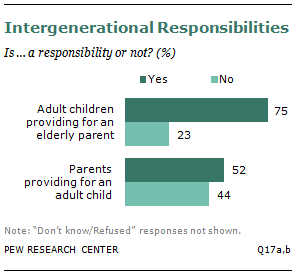 Intergenerational Responsibilities
Is ... a responsibility or not? (%)
Yes No
Adult children
providing for an
elderly parent
75
23
Parents
providing for an
adult child
52
44
Note: “Don’t know/Refused” responses not shown.
PEW RESEARCH CENTER Q17a,b